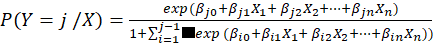 P(Y = j /X) = \frac{exp (β_{j0}+β_{j1}X_1+ β_{j2}X_2+⋯+β_{jn}X_n)}{1+∑_{i=1}^{j-1}■exp (β_{i0}+β_{i1}X_1+ β_{i2}X_2+⋯+β_{in}X_n))}